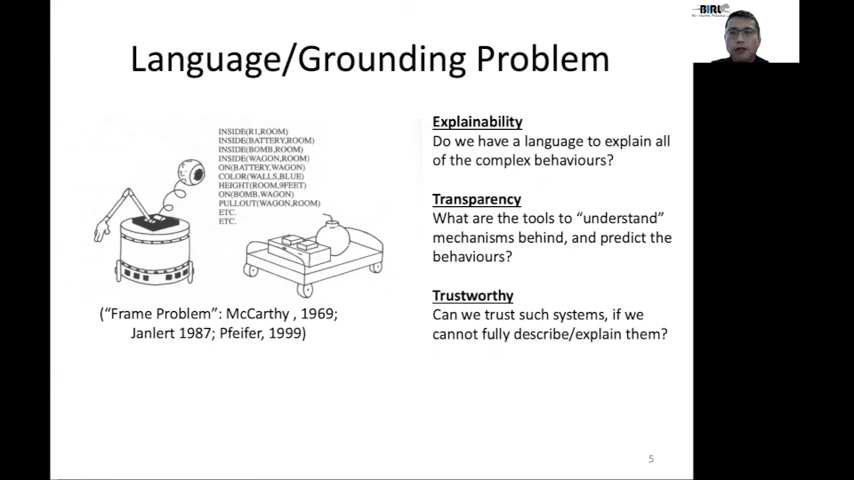 BIRL
Language/Grounding Problem
INSIDE(R1,ROOM)
INSIDE(BATTERY,ROOM)
INSIDE(BOMB,ROOM)
INSIDE(WAGON,ROOM)
ON(BATTERY,WAGON)
COLOR(WALLS,BLUE)
HEIGHT(ROOM,9FEET)
ON(BOMB,WAGON)
PULLOUT(WAGON,ROOM)
ETC.
ETC.
("Frame Problem": McCarthy , 1969;
Janlert 1987; Pfeifer, 1999)
Explainability
Do we have a language to explain all
of the complex behaviours?
Transparency
What are the tools to “understand”
mechanisms behind, and predict the
behaviours?
Trustworthy
Can we trust such systems, if we
cannot fully describe/explain them?
5